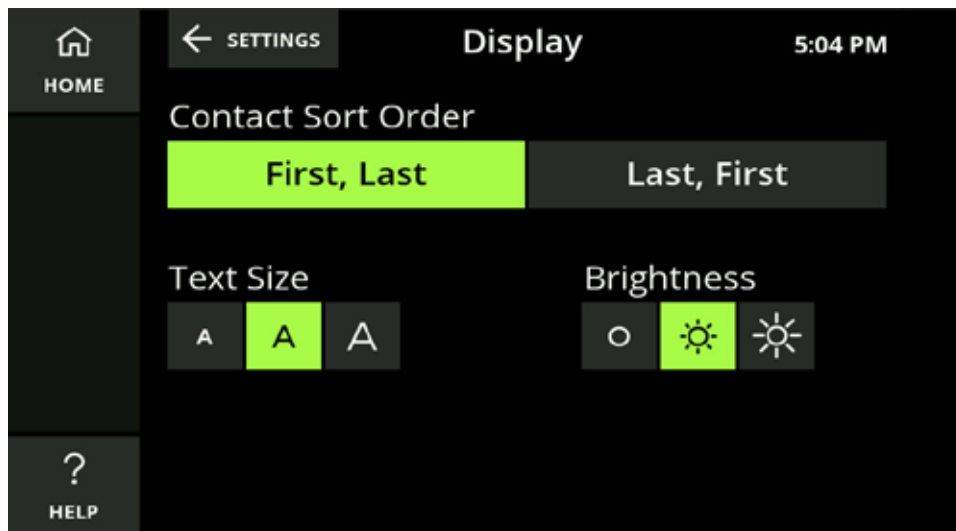 HOME
← SETTINGS
Display
5:04 PM
Contact Sort Order
First, Last
Last, First
Text Size
A A A
Brightness
?
HELP